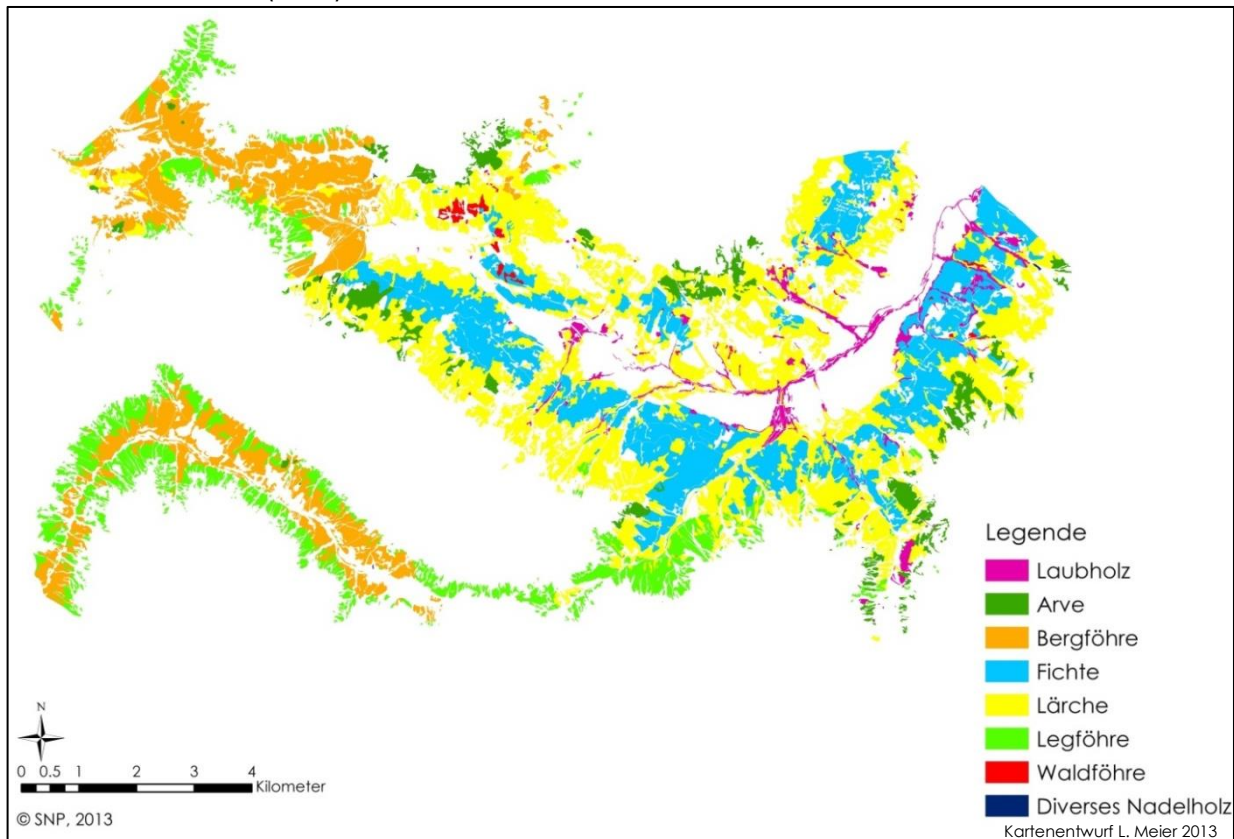 Legende
Laubholz
Arve
Bergföhre
Fichte
Lärche
Legföhre
Waldföhre
Diverses Nadelholz
N
0 0.5 1 2 3 4
Kilometer
© SNP, 2013
Kartenentwurf L. Meier 2013